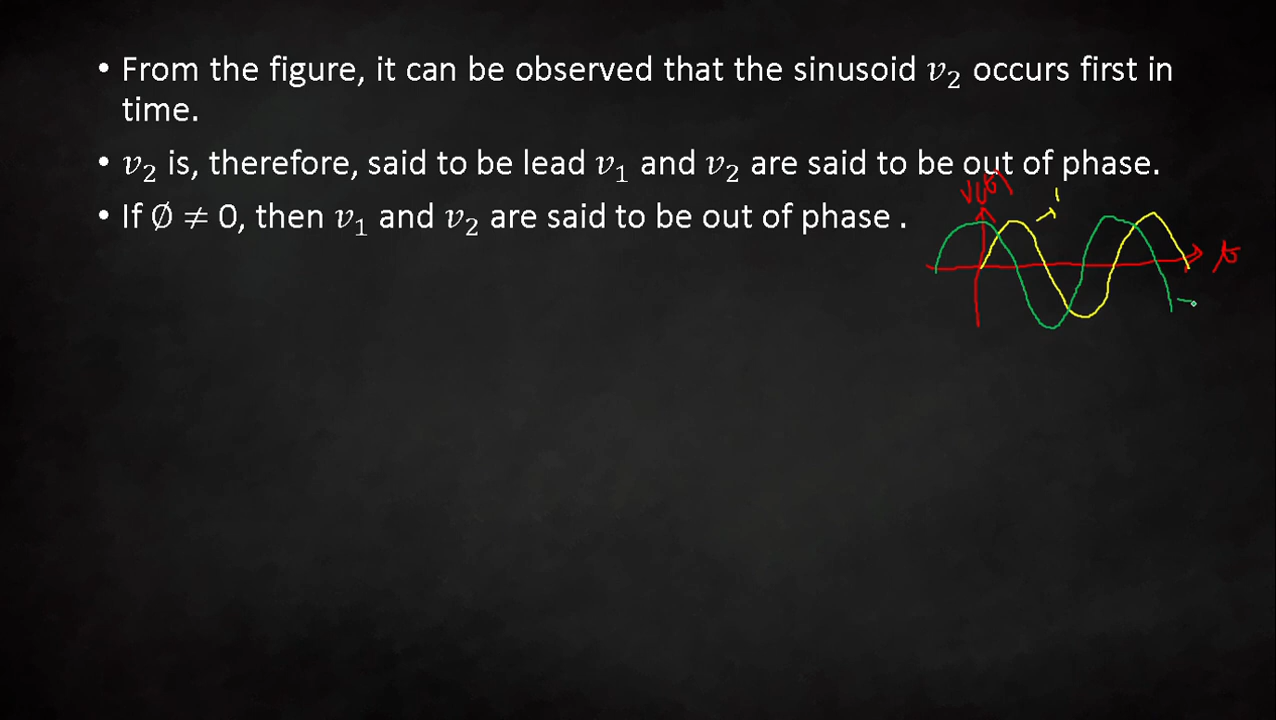 • From the figure, it can be observed that the sinusoid v₂ occurs first in
time.
• v₂ is, therefore, said to be lead v₁ and v₂ are said to be out of phase.
• If ∅ ≠ 0, then v₁ and v₂ are said to be out of phase .
v(t)
1
t